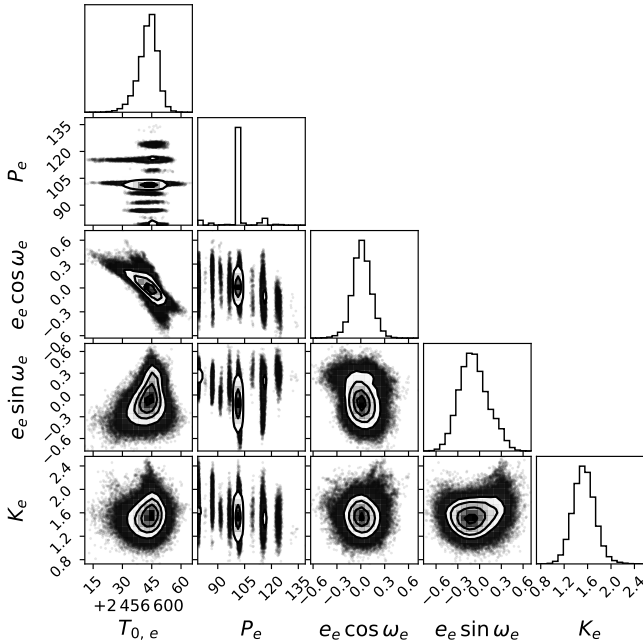 P_e
135
120
105
90
e_e cos ω_e
0.6
0.3
0.0
−0.3
−0.6
e_e sin ω_e
0.6
0.3
0.0
−0.3
−0.6
K_e
2.4
2.0
1.6
1.2
0.8
15 30 45 60
90 105 120 135
−0.6 −0.3 0.0 0.3 0.6
−0.6 −0.3 0.0 0.3 0.6
0.8 1.2 1.6 2.0 2.4
+2 456 600
T_{0, e} P_e e_e cos ω_e e_e sin ω_e K_e